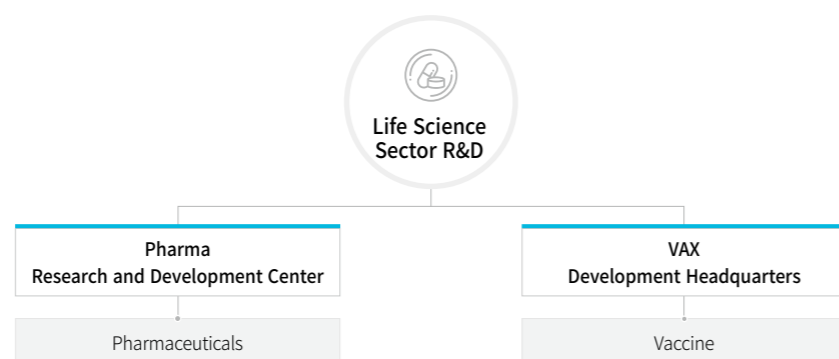 Life Science
Sector R&D
Pharma
Research and Development Center
VAX
Development Headquarters
Pharmaceuticals
Vaccine